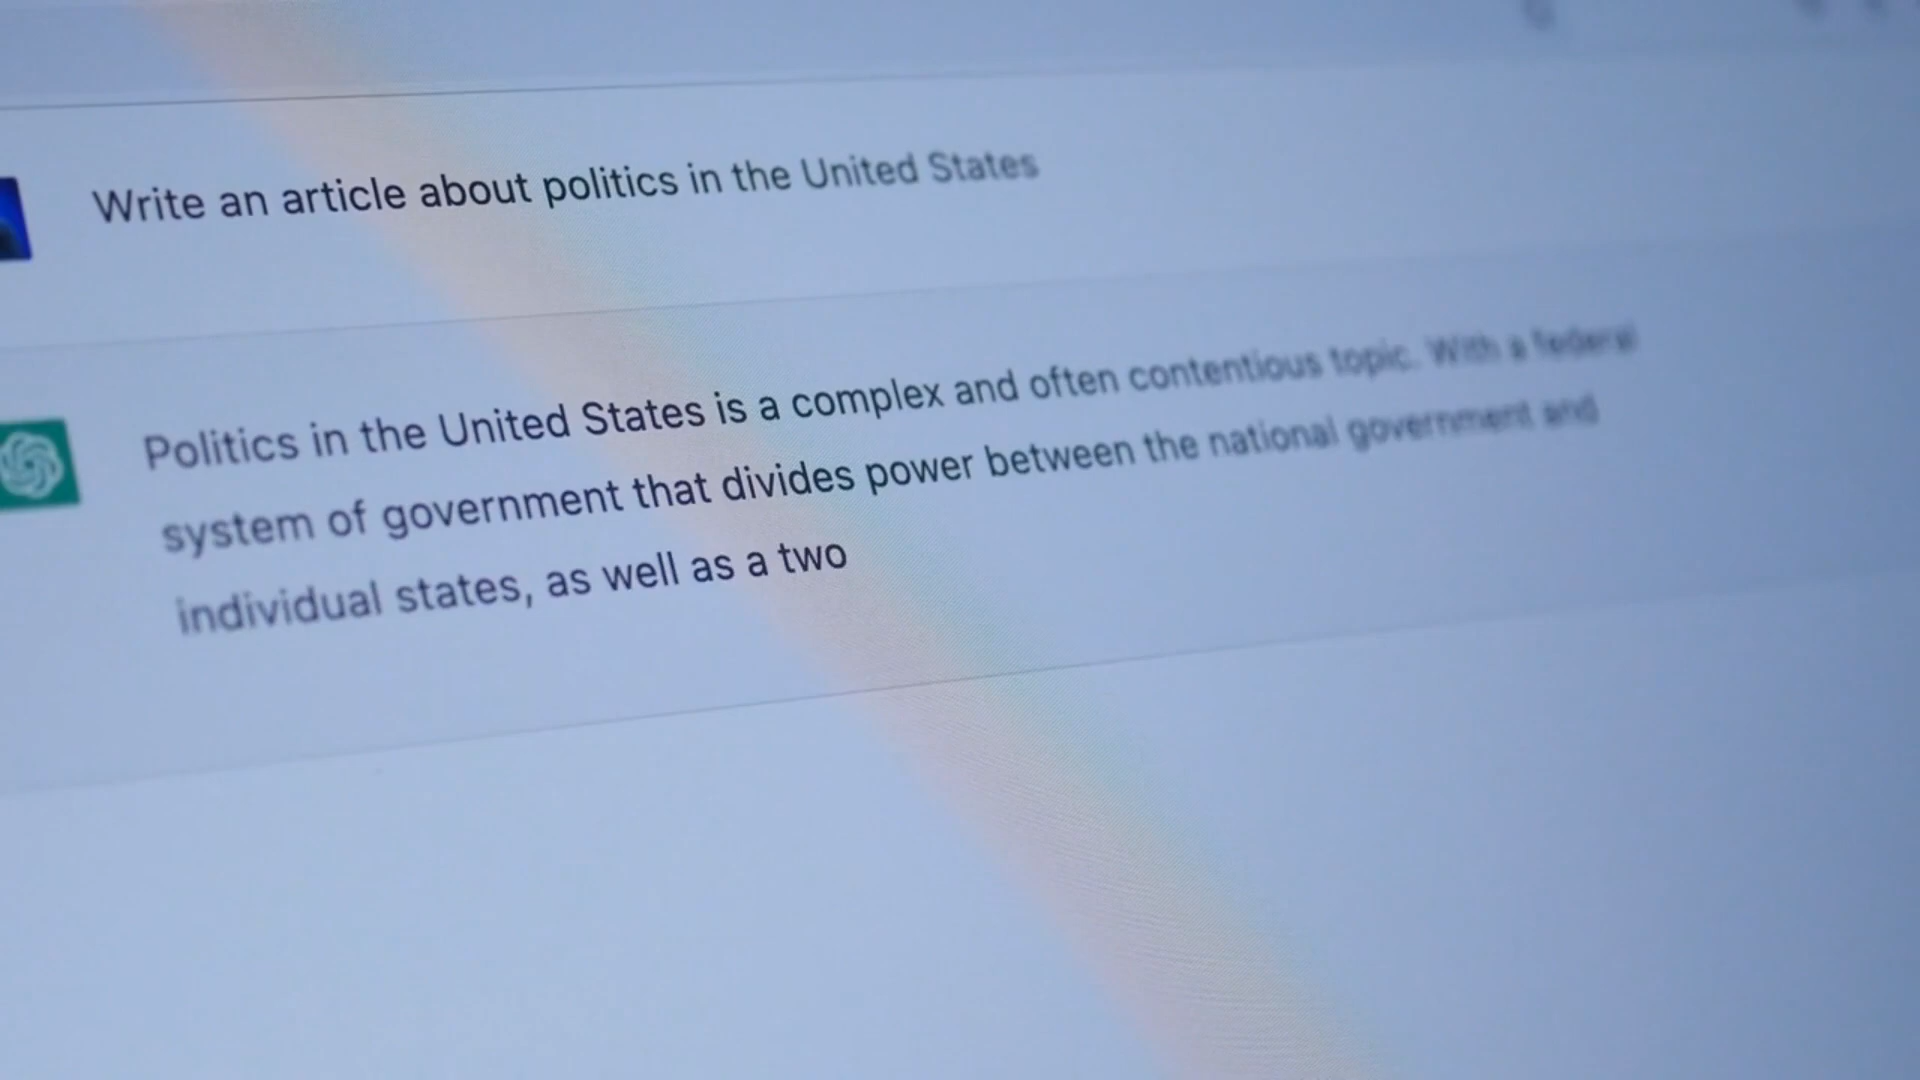 Write an article about politics in the United States
Politics in the United States is a complex and often contentious topic. With a federal
system of government that divides power between the national government and
individual states, as well as a two